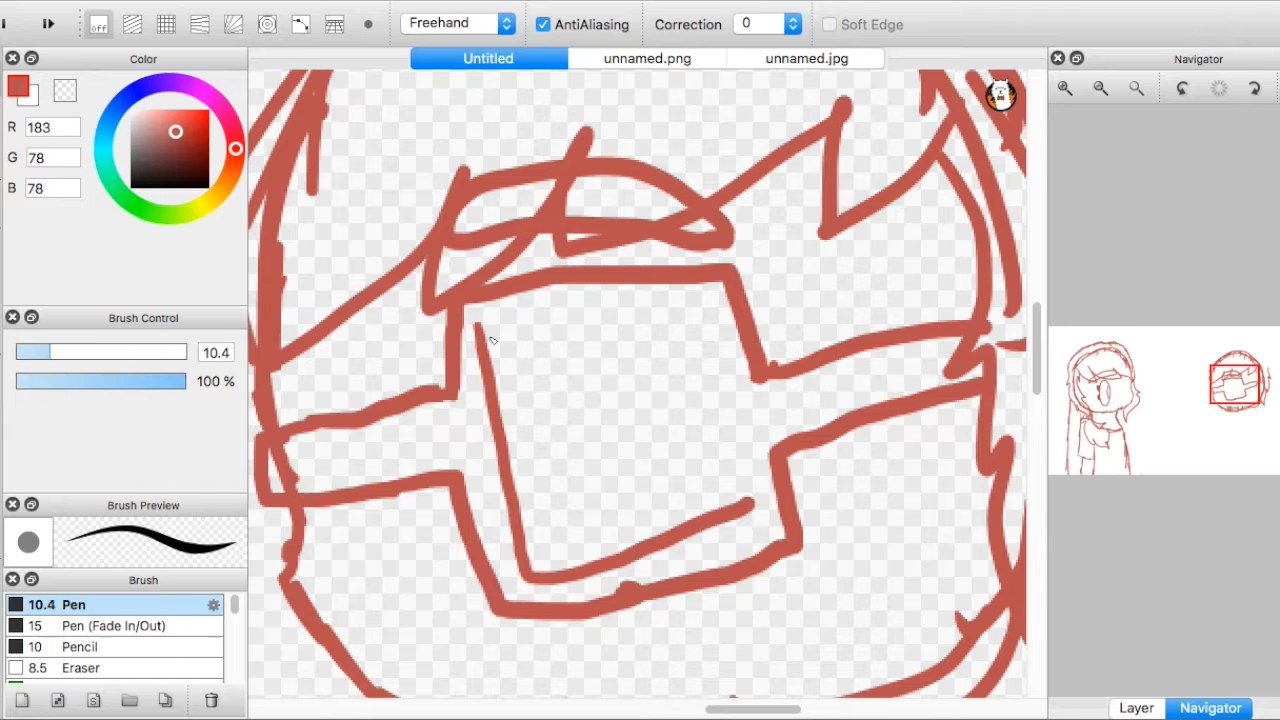 off Freehand AntiAliasing Correction 0 Soft Edge
Color
Untitled unnamed.png unnamed.jpg
Navigator
R 183
G 78
B 78
Brush Control
10.4
100 %
Brush Preview
Brush
10.4 Pen
15 Pen (Fade In/Out)
10 Pencil
8.5 Eraser
Layer Navigator